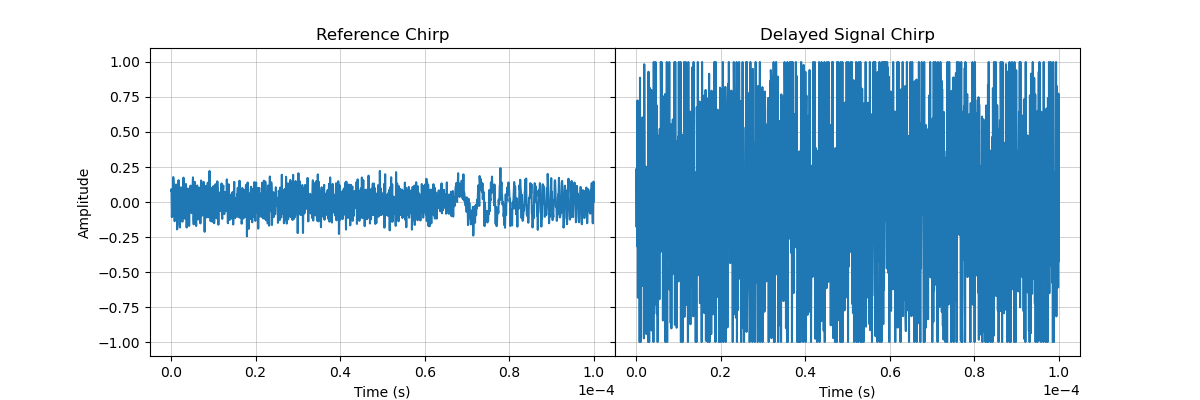 Reference Chirp
Delayed Signal Chirp
Amplitude
1.00
0.75
0.50
0.25
0.00
−0.25
−0.50
−0.75
−1.00
0.0 0.2 0.4 0.6 0.8 1.0
1e−4
Time (s)
0.0 0.2 0.4 0.6 0.8 1.0
1e−4
Time (s)